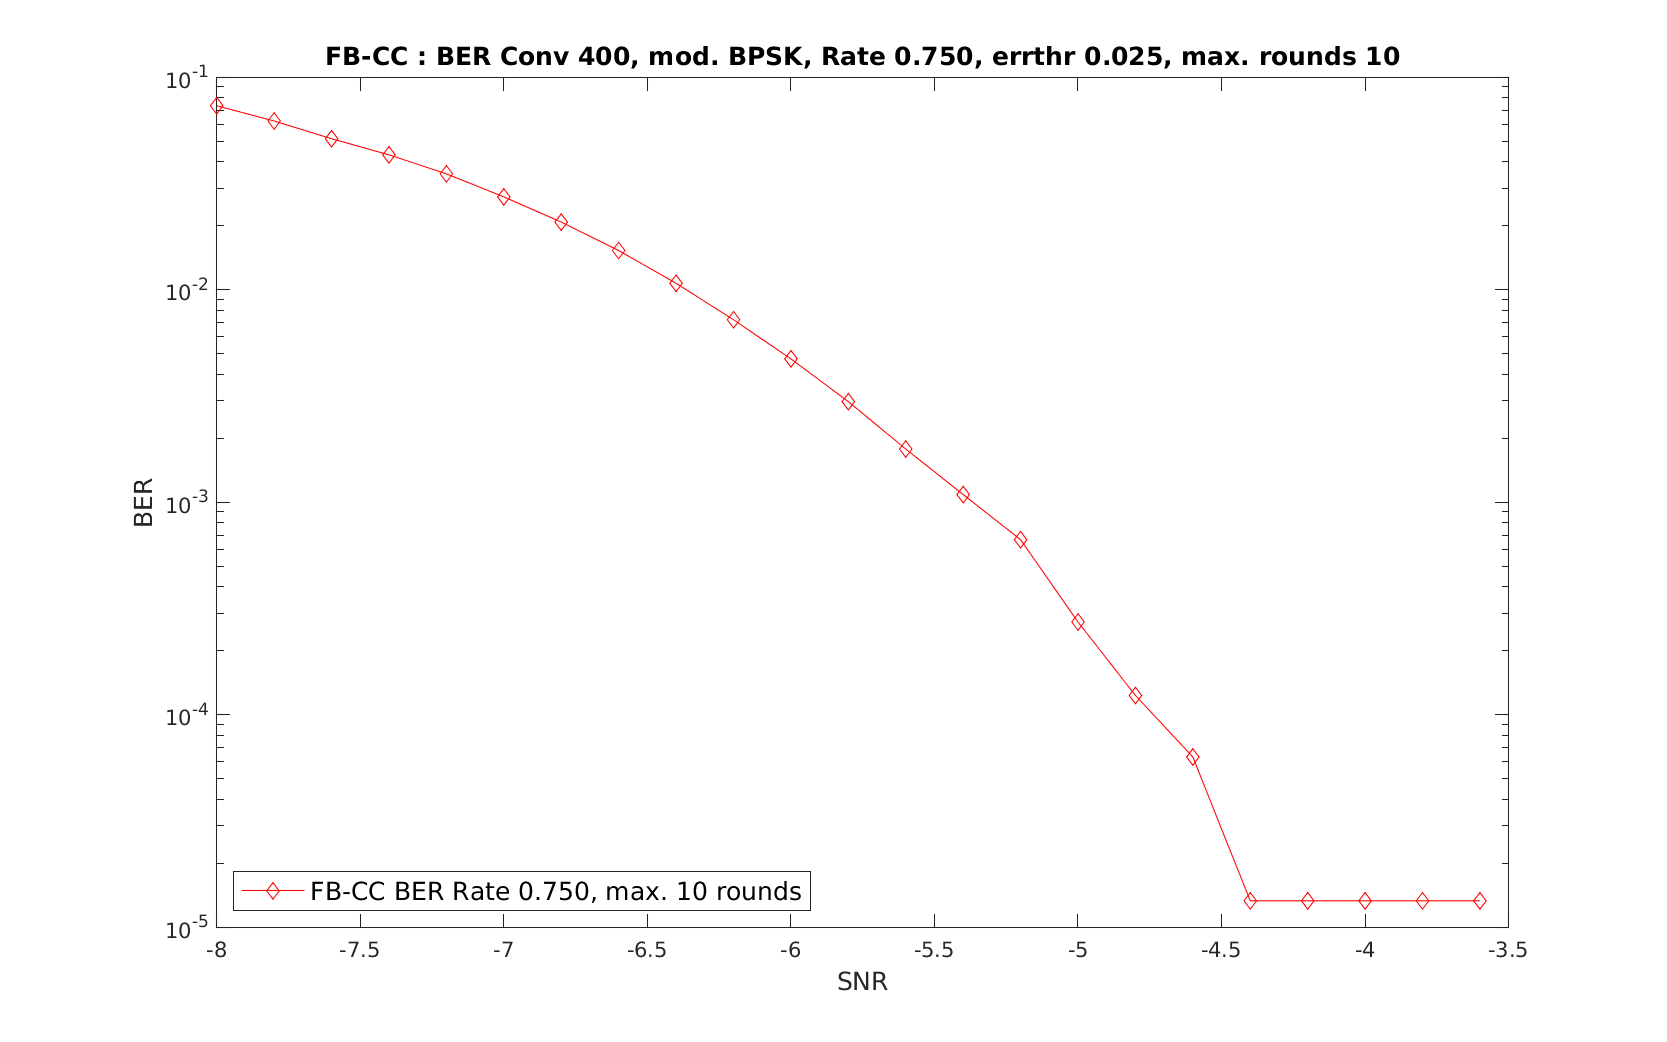 FB-CC : BER Conv 400, mod. BPSK, Rate 0.750, errthr 0.025, max. rounds 10
10^-1
10^-2
10^-3
10^-4
10^-5
BER
FB-CC BER Rate 0.750, max. 10 rounds
-8 -7.5 -7 -6.5 -6 -5.5 -5 -4.5 -4 -3.5
SNR